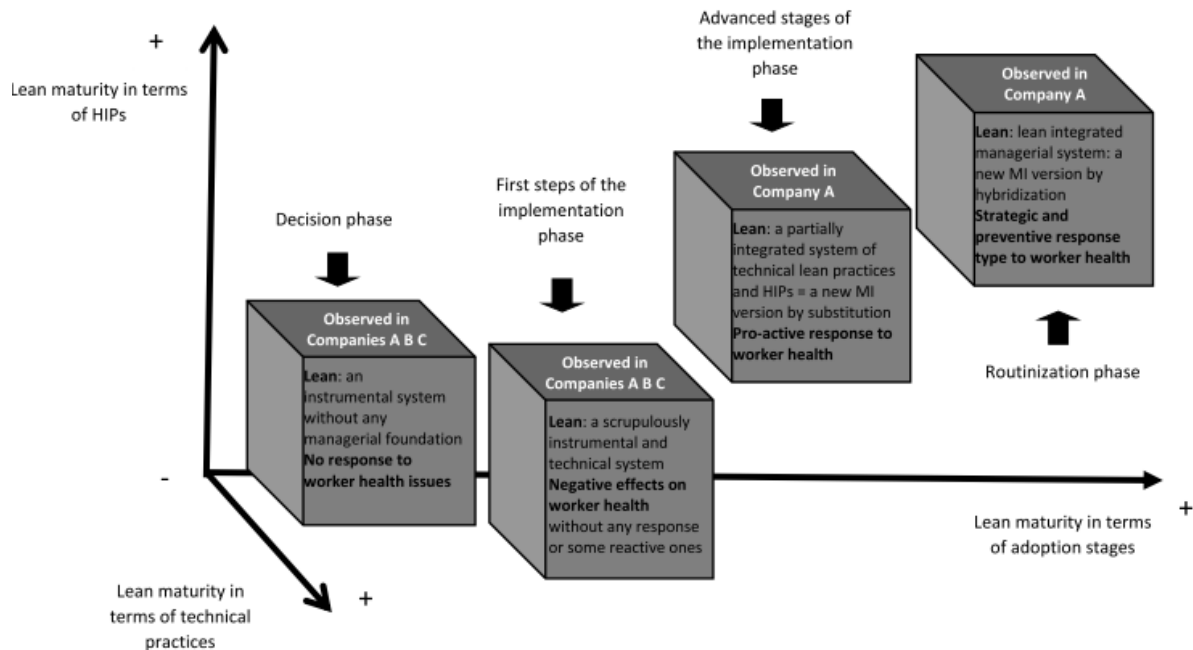 +
Lean maturity in terms
of HIPs
-
Lean maturity in
terms of technical
practices
+
Decision phase
Observed in
Companies A B C
Lean: an
instrumental system
without any
managerial foundation
No response to
worker health issues
First steps of the
implementation
phase
Observed in
Companies A B C
Lean: a scrupulously
instrumental and
technical system
Negative effects on
worker health
without any response
or some reactive ones
Advanced stages of
the implementation
phase
Observed in
Company A
Lean: a partially
integrated system of
technical lean practices
and HIPs = a new MI
version by substitution
Pro-active response to
worker health
Observed in
Company A
Lean: lean integrated
managerial system: a
new MI version by
hybridization
Strategic and
preventive response
type to worker health
Routinization phase
+
Lean maturity in terms
of adoption stages